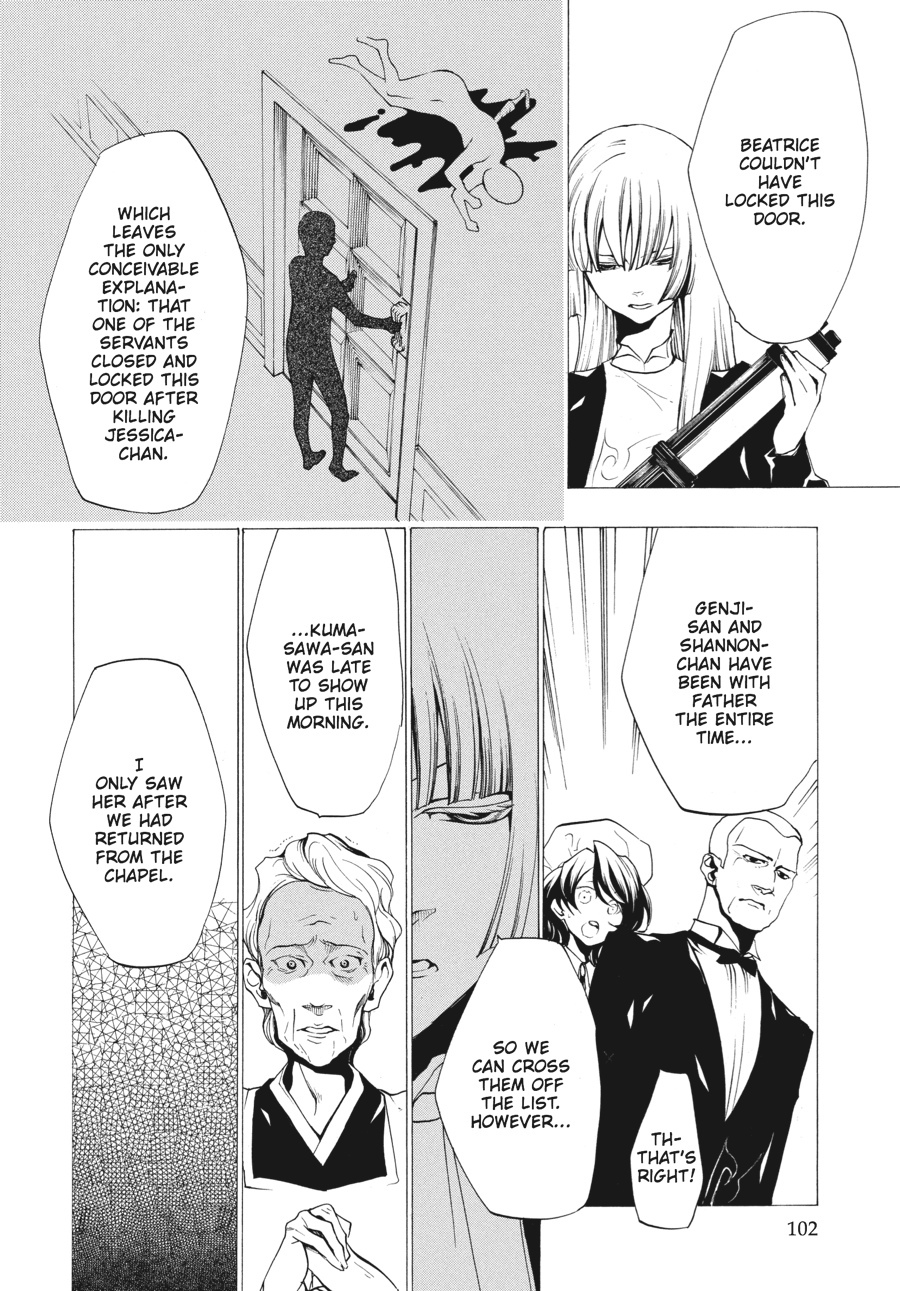 BEATRICE
COULDN'T
HAVE
LOCKED THIS
DOOR.
WHICH
LEAVES
THE ONLY
CONCEIVABLE
EXPLANA-
TION: THAT
ONE OF THE
SERVANTS
CLOSED AND
LOCKED THIS
DOOR AFTER
KILLING
JESSICA-
CHAN.
GENJI-
SAN AND
SHANNON-
CHAN HAVE
BEEN WITH
FATHER
THE ENTIRE
TIME...
TH-
THAT'S
RIGHT!
SO WE
CAN CROSS
THEM OFF
THE LIST.
HOWEVER...
...KUMA-
SAWA-SAN
WAS LATE
TO SHOW
UP THIS
MORNING.
I
ONLY SAW
HER AFTER
WE HAD
RETURNED
FROM THE
CHAPEL.
102